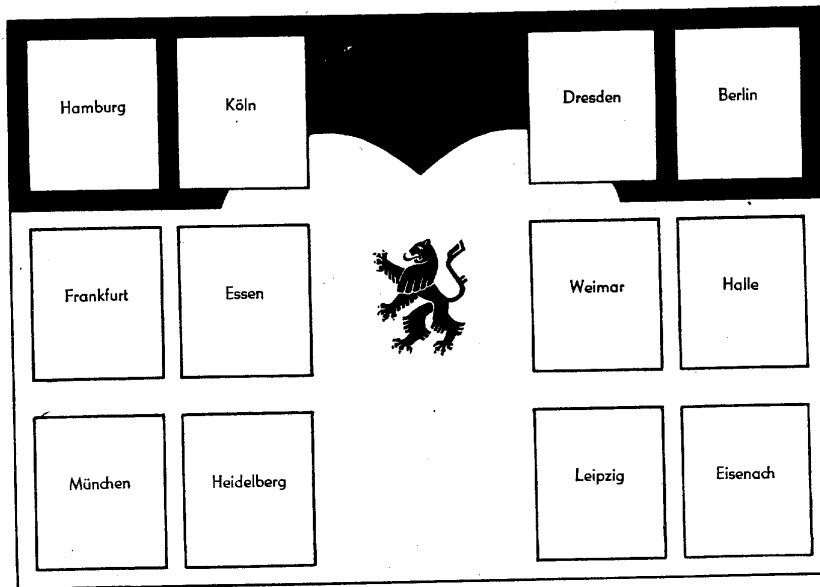 Hamburg
Köln
Dresden
Berlin
Frankfurt
Essen
Weimar
Halle
München
Heidelberg
Leipzig
Eisenach